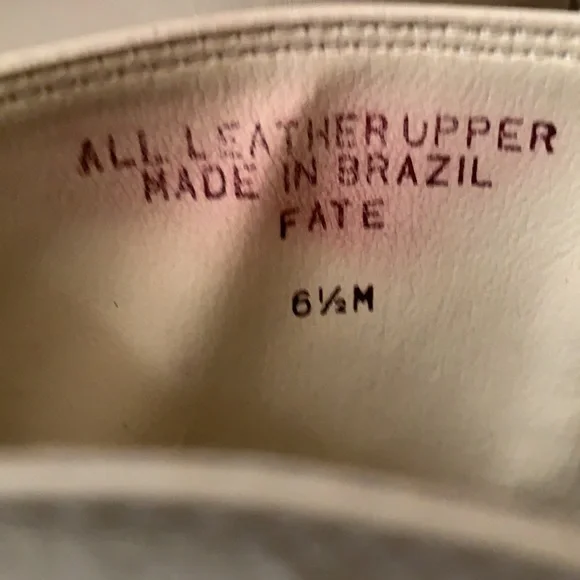 ALL LEATHER UPPER
MADE IN BRAZIL
FATE
6½M